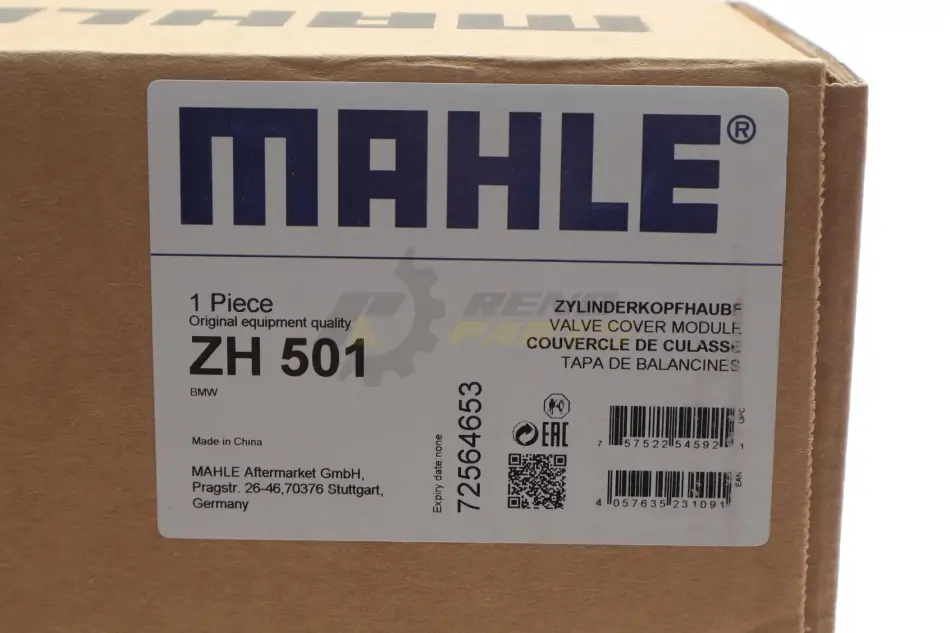 MAHLE
MAHLE®
1 Piece
Original equipment quality
ZH 501
BMW
Made in China
MAHLE Aftermarket GmbH,
Pragstr. 26-46,70376 Stuttgart,
Germany
ZYLINDERKOPFHAUBE
VALVE COVER MODULE
COUVERCLE DE CULASSE
TAPA DE BALANCINES
Expiry date:none
72564653
EAC
7 57522 54592 1
UPC
4 057635 231091
EAN